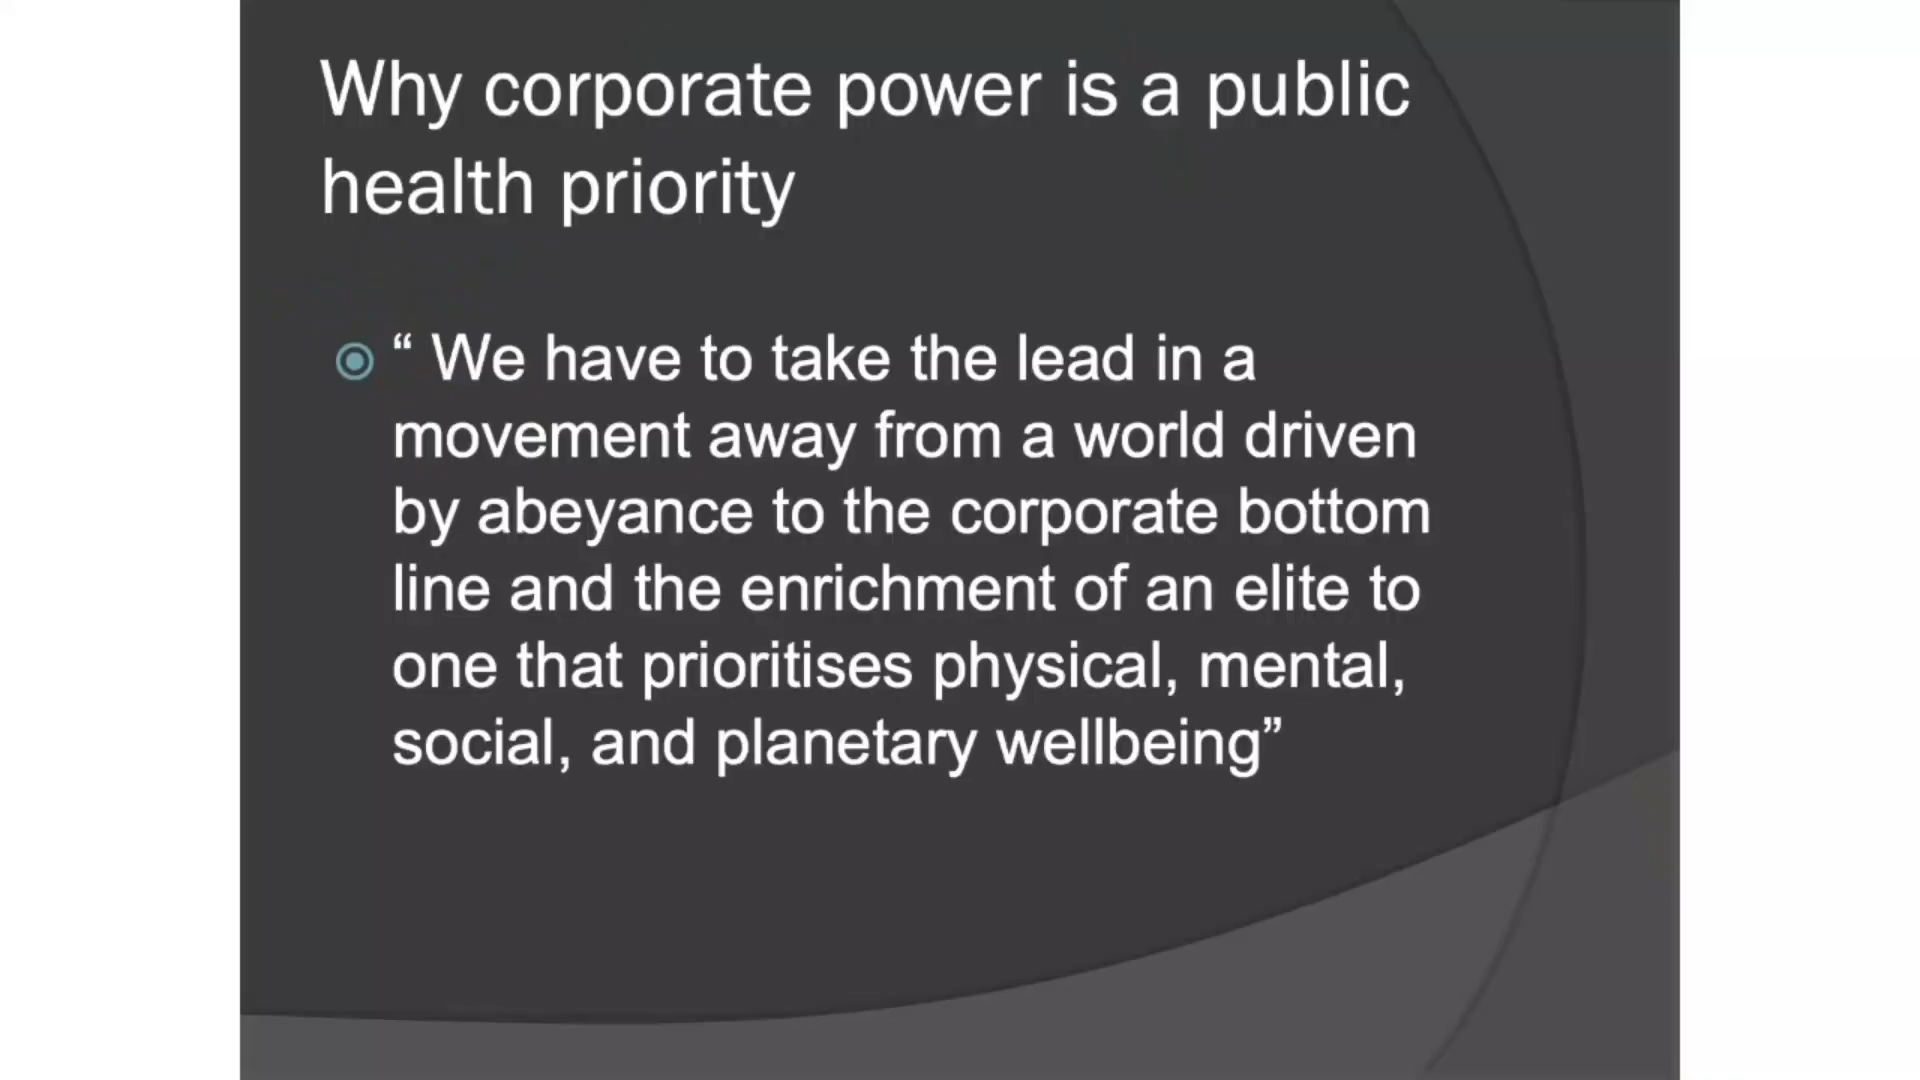 Why corporate power is a public
health priority
“ We have to take the lead in a
movement away from a world driven
by abeyance to the corporate bottom
line and the enrichment of an elite to
one that prioritises physical, mental,
social, and planetary wellbeing”